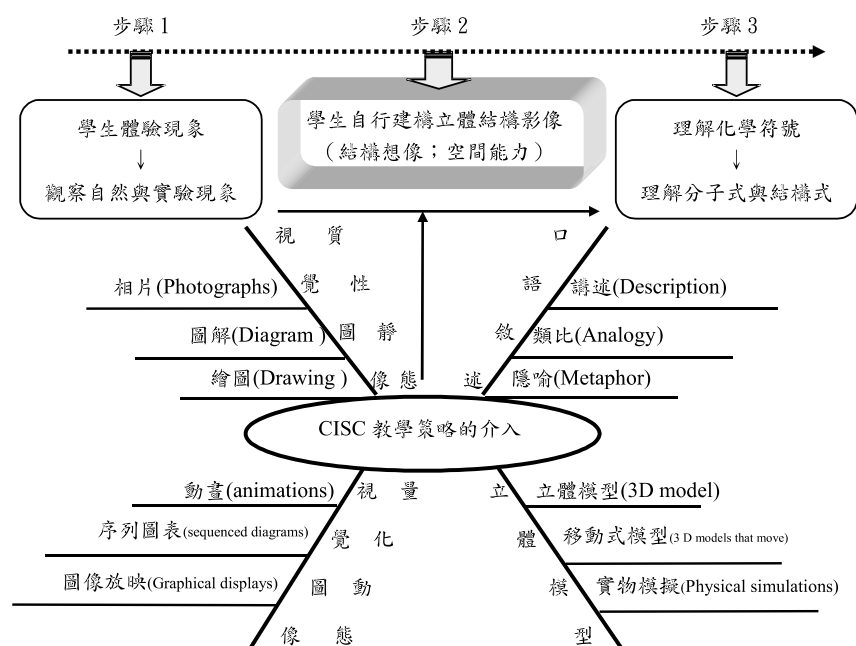 步驟 1
步驟 2
步驟 3
學生體驗現象
↓
觀察自然與實驗現象
學生自行建構立體結構影像
（結構想像；空間能力）
理解化學符號
↓
理解分子式與結構式
視覺圖像
質性靜態
口語敘述
相片(Photographs)
圖解(Diagram )
繪圖(Drawing )
講述(Description)
類比(Analogy)
隱喻(Metaphor)
CISC 教學策略的介入
動畫(animations)
序列圖表(sequenced diagrams)
圖像放映(Graphical displays)
視覺圖像
量化動態
立體模型
立體模型(3D model)
移動式模型(3 D models that move)
實物模擬(Physical simulations)